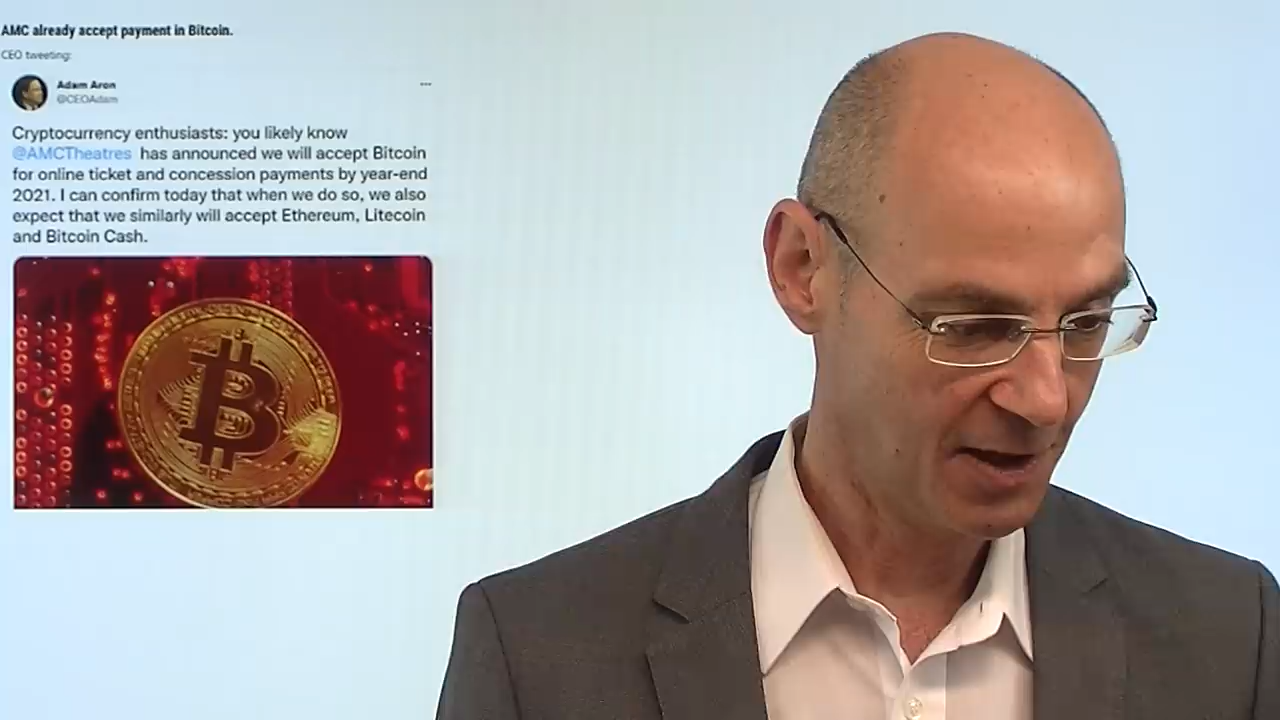 AMC already accept payment in Bitcoin.
CEO tweeting:
Adam Aron
@CEOAdam
Cryptocurrency enthusiasts: you likely know
@AMCTheatres has announced we will accept Bitcoin
for online ticket and concession payments by year-end
2021. I can confirm today that when we do so, we also
expect that we similarly will accept Ethereum, Litecoin
and Bitcoin Cash.